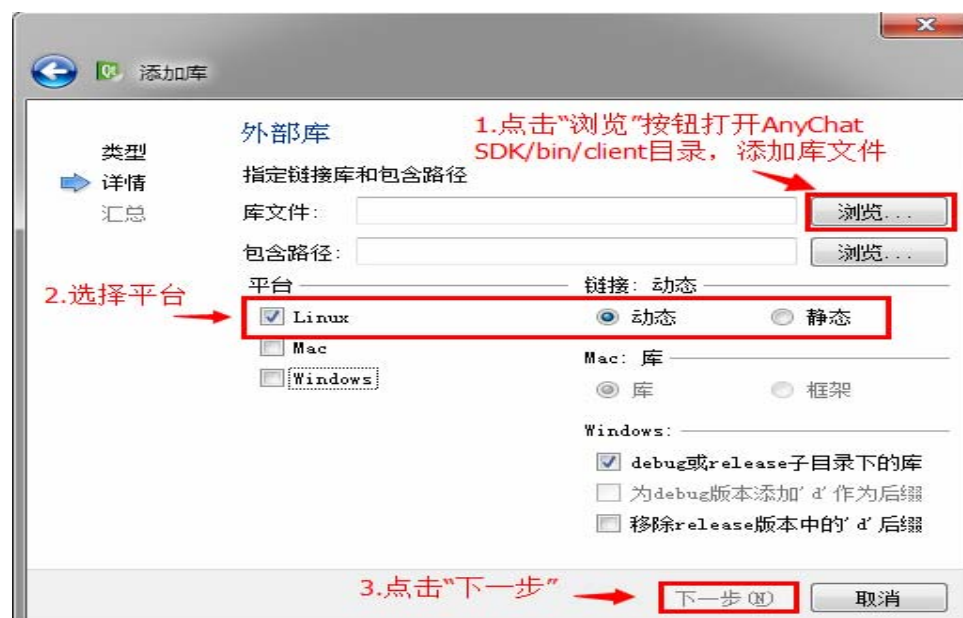 Qt 添加库
类型
详情
汇总
外部库
1.点击“浏览”按钮打开AnyChat
SDK/bin/client目录，添加库文件
指定链接库和包含路径
库文件： 浏览...
包含路径： 浏览...
2.选择平台
平台 链接：动态
Linux 动态 静态
Mac
Windows
Mac: 库
库 框架
Windows:
debug或release子目录下的库
为debug版本添加'd'作为后缀
移除release版本中的'd'后缀
3.点击“下一步”
下一步(N) 取消